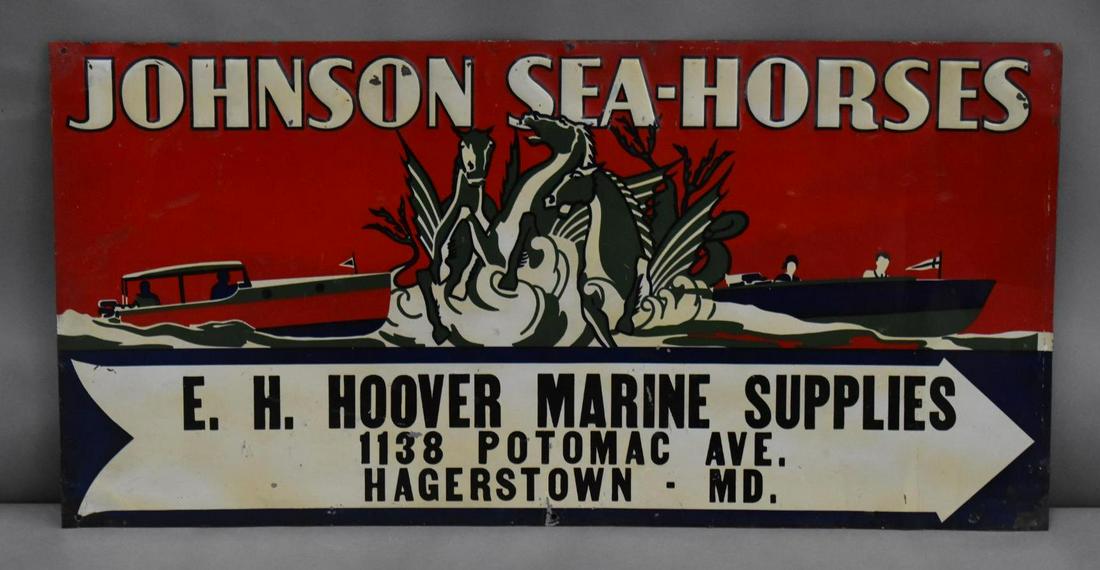 JOHNSON SEA-HORSES
E. H. HOOVER MARINE SUPPLIES
1138 POTOMAC AVE.
HAGERSTOWN - MD.